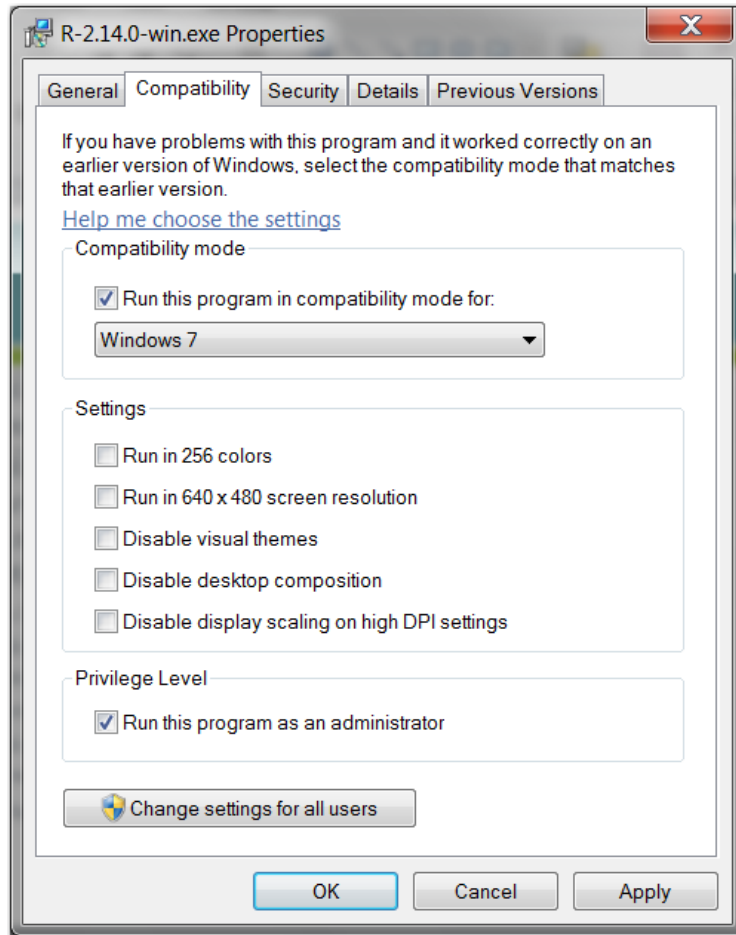 R-2.14.0-win.exe Properties
General Compatibility Security Details Previous Versions
If you have problems with this program and it worked correctly on an
earlier version of Windows, select the compatibility mode that matches
that earlier version.
Help me choose the settings
Compatibility mode
Run this program in compatibility mode for:
Windows 7
Settings
Run in 256 colors
Run in 640 x 480 screen resolution
Disable visual themes
Disable desktop composition
Disable display scaling on high DPI settings
Privilege Level
Run this program as an administrator
Change settings for all users
OK Cancel Apply